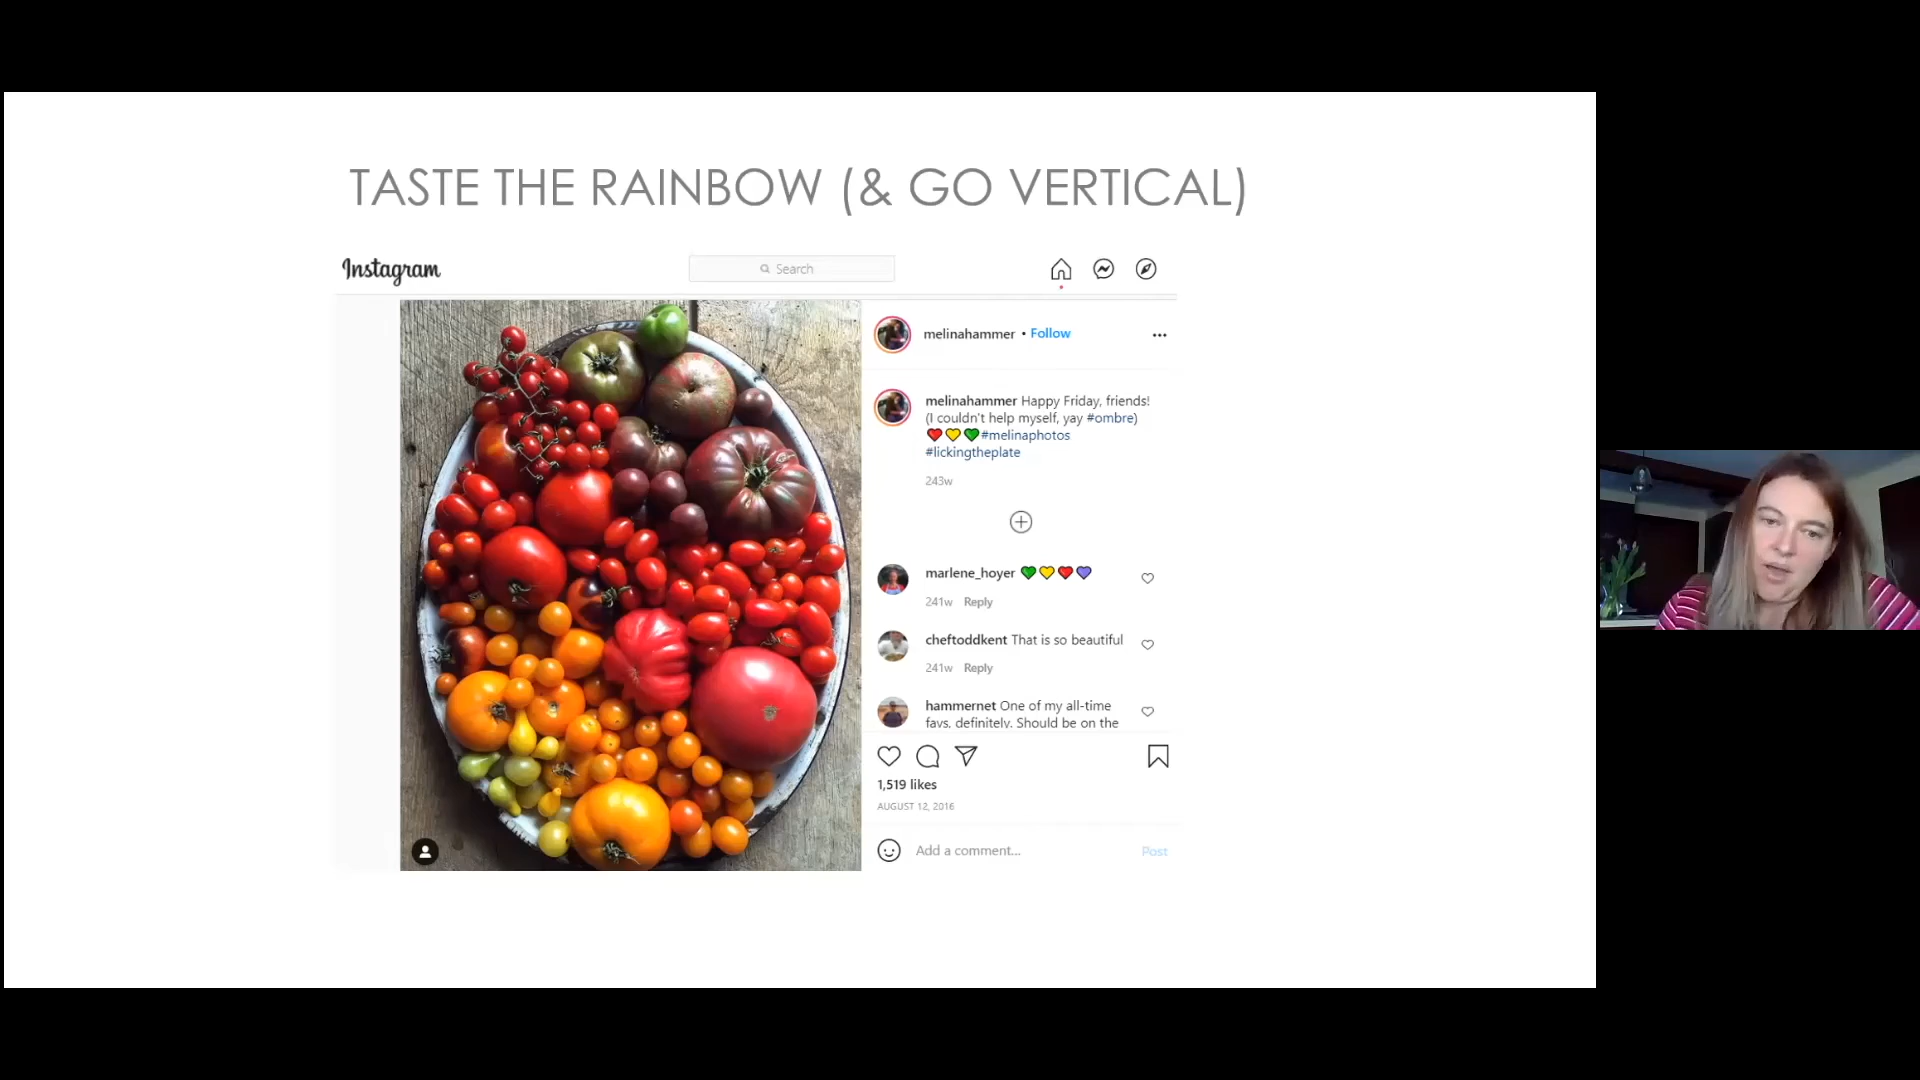 TASTE THE RAINBOW (& GO VERTICAL)
Instagram
Search
melinahammer • Follow
melinahammer Happy Friday, friends!
(I couldn't help myself, yay #ombre)
❤️💛💚#melinaphotos
#lickingtheplate
243w
marlene_hoyer 💚💛❤️💜
241w Reply
cheftoddkent That is so beautiful
241w Reply
hammernet One of my all-time
favs, definitely. Should be on the
1,519 likes
AUGUST 12, 2016
Add a comment...
Post